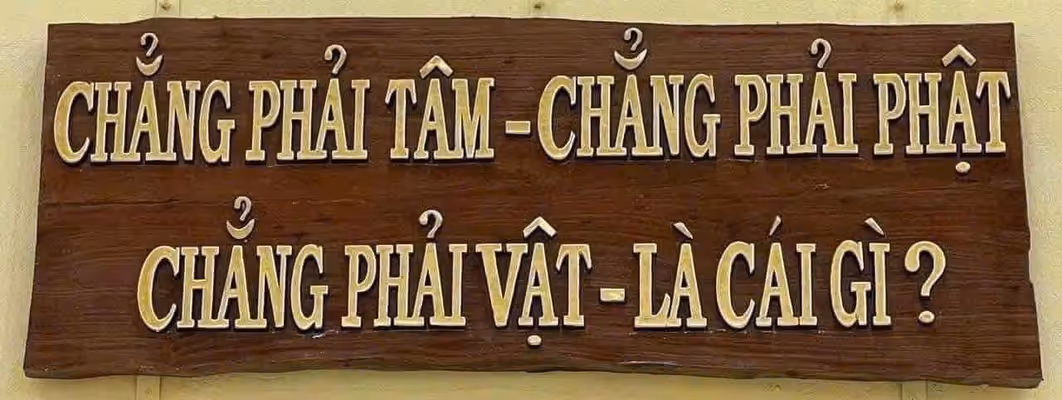 CHẲNG PHẢI TÂM - CHẲNG PHẢI PHẬT
CHẲNG PHẢI VẬT - LÀ CÁI GÌ ?